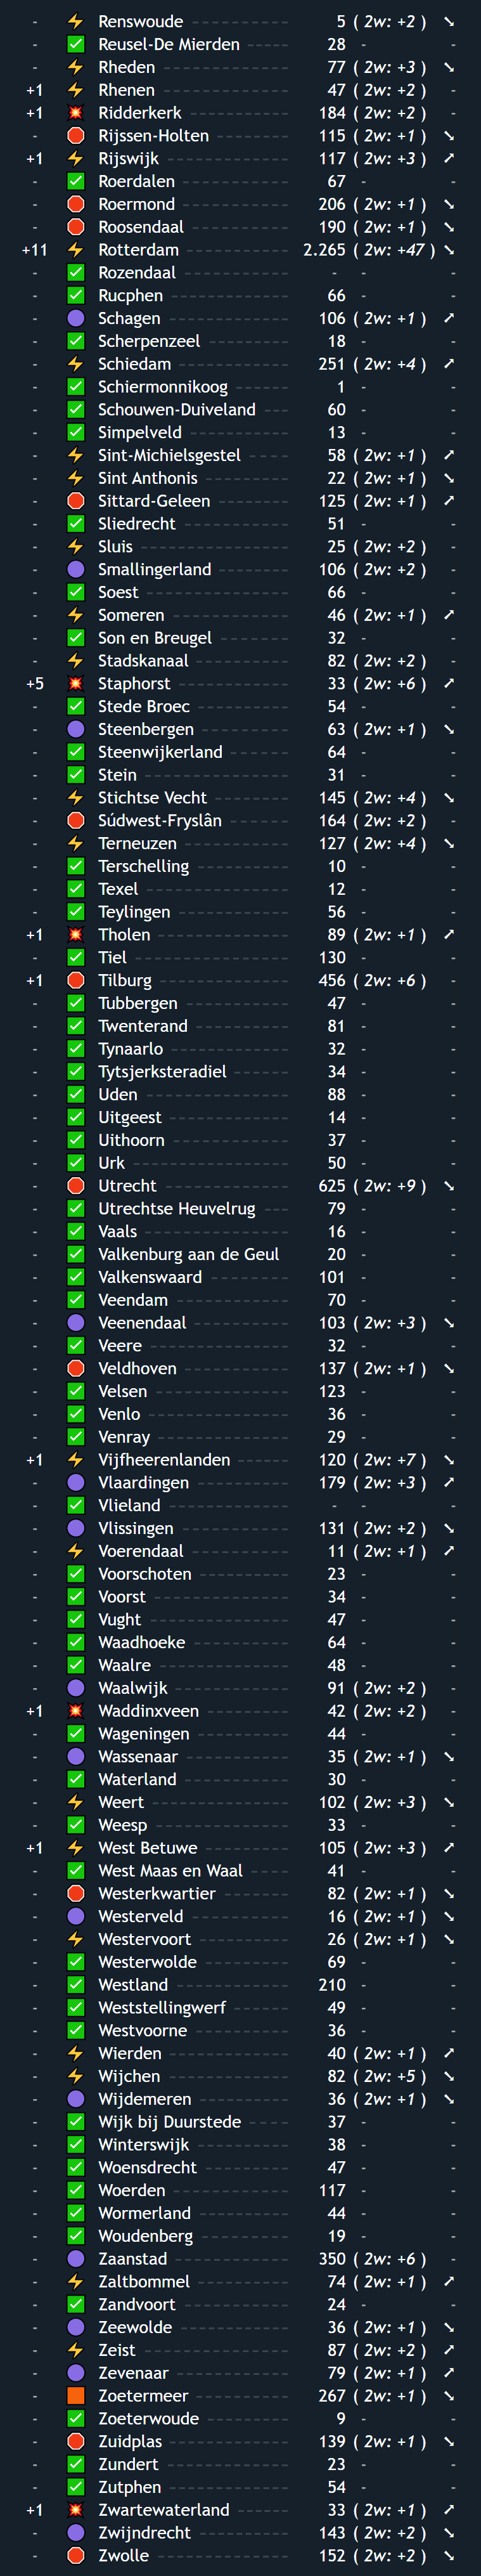 - Renswoude 5 ( 2w: +2 ) ➘
- Reusel-De Mierden 28 - -
- Rheden 77 ( 2w: +3 ) ➘
+1 Rhenen 47 ( 2w: +2 ) -
+1 Ridderkerk 184 ( 2w: +2 ) -
- Rijssen-Holten 115 ( 2w: +1 ) ➘
+1 Rijswijk 117 ( 2w: +3 ) ➚
- Roerdalen 67 - -
- Roermond 206 ( 2w: +1 ) ➘
- Roosendaal 190 ( 2w: +1 ) ➘
+11 Rotterdam 2.265 ( 2w: +47 ) ➘
- Rozendaal - - -
- Rucphen 66 - -
- Schagen 106 ( 2w: +1 ) ➚
- Scherpenzeel 18 - -
- Schiedam 251 ( 2w: +4 ) ➚
- Schiermonnikoog 1 - -
- Schouwen-Duiveland 60 - -
- Simpelveld 13 - -
- Sint-Michielsgestel 58 ( 2w: +1 ) ➚
- Sint Anthonis 22 ( 2w: +1 ) ➘
- Sittard-Geleen 125 ( 2w: +1 ) ➚
- Sliedrecht 51 - -
- Sluis 25 ( 2w: +2 ) -
- Smallingerland 106 ( 2w: +2 ) -
- Soest 66 - -
- Someren 46 ( 2w: +1 ) ➚
- Son en Breugel 32 - -
- Stadskanaal 82 ( 2w: +2 ) -
+5 Staphorst 33 ( 2w: +6 ) ➚
- Stede Broec 54 - -
- Steenbergen 63 ( 2w: +1 ) ➘
- Steenwijkerland 64 - -
- Stein 31 - -
- Stichtse Vecht 145 ( 2w: +4 ) ➘
- Súdwest-Fryslân 164 ( 2w: +2 ) -
- Terneuzen 127 ( 2w: +4 ) ➘
- Terschelling 10 - -
- Texel 12 - -
- Teylingen 56 - -
+1 Tholen 89 ( 2w: +1 ) ➚
- Tiel 130 - -
+1 Tilburg 456 ( 2w: +6 ) -
- Tubbergen 47 - -
- Twenterand 81 - -
- Tynaarlo 32 - -
- Tytsjerksteradiel 34 - -
- Uden 88 - -
- Uitgeest 14 - -
- Uithoorn 37 - -
- Urk 50 - -
- Utrecht 625 ( 2w: +9 ) ➘
- Utrechtse Heuvelrug 79 - -
- Vaals 16 - -
- Valkenburg aan de Geul 20 - -
- Valkenswaard 101 - -
- Veendam 70 - -
- Veenendaal 103 ( 2w: +3 ) ➘
- Veere 32 - -
- Veldhoven 137 ( 2w: +1 ) ➘
- Velsen 123 - -
- Venlo 36 - -
- Venray 29 - -
+1 Vijfheerenlanden 120 ( 2w: +7 ) ➘
- Vlaardingen 179 ( 2w: +3 ) ➚
- Vlieland - - -
- Vlissingen 131 ( 2w: +2 ) ➘
- Voerendaal 11 ( 2w: +1 ) ➚
- Voorschoten 23 - -
- Voorst 34 - -
- Vught 47 - -
- Waadhoeke 64 - -
- Waalre 48 - -
- Waalwijk 91 ( 2w: +2 ) -
+1 Waddinxveen 42 ( 2w: +2 ) -
- Wageningen 44 - -
- Wassenaar 35 ( 2w: +1 ) ➘
- Waterland 30 - -
- Weert 102 ( 2w: +3 ) ➘
- Weesp 33 - -
+1 West Betuwe 105 ( 2w: +3 ) ➚
- West Maas en Waal 41 - -
- Westerkwartier 82 ( 2w: +1 ) ➘
- Westerveld 16 ( 2w: +1 ) ➘
- Westervoort 26 ( 2w: +1 ) ➘
- Westerwolde 69 - -
- Westland 210 - -
- Weststellingwerf 49 - -
- Westvoorne 36 - -
- Wierden 40 ( 2w: +1 ) ➚
- Wijchen 82 ( 2w: +5 ) ➘
- Wijdemeren 36 ( 2w: +1 ) ➘
- Wijk bij Duurstede 37 - -
- Winterswijk 38 - -
- Woensdrecht 47 - -
- Woerden 117 - -
- Wormerland 44 - -
- Woudenberg 19 - -
- Zaanstad 350 ( 2w: +6 ) -
- Zaltbommel 74 ( 2w: +1 ) ➚
- Zandvoort 24 - -
- Zeewolde 36 ( 2w: +1 ) ➘
- Zeist 87 ( 2w: +2 ) ➚
- Zevenaar 79 ( 2w: +1 ) ➚
- Zoetermeer 267 ( 2w: +1 ) ➘
- Zoeterwoude 9 - -
- Zuidplas 139 ( 2w: +1 ) ➘
- Zundert 23 - -
- Zutphen 54 - -
+1 Zwartewaterland 33 ( 2w: +1 ) ➚
- Zwijndrecht 143 ( 2w: +2 ) ➘
- Zwolle 152 ( 2w: +2 ) ➘